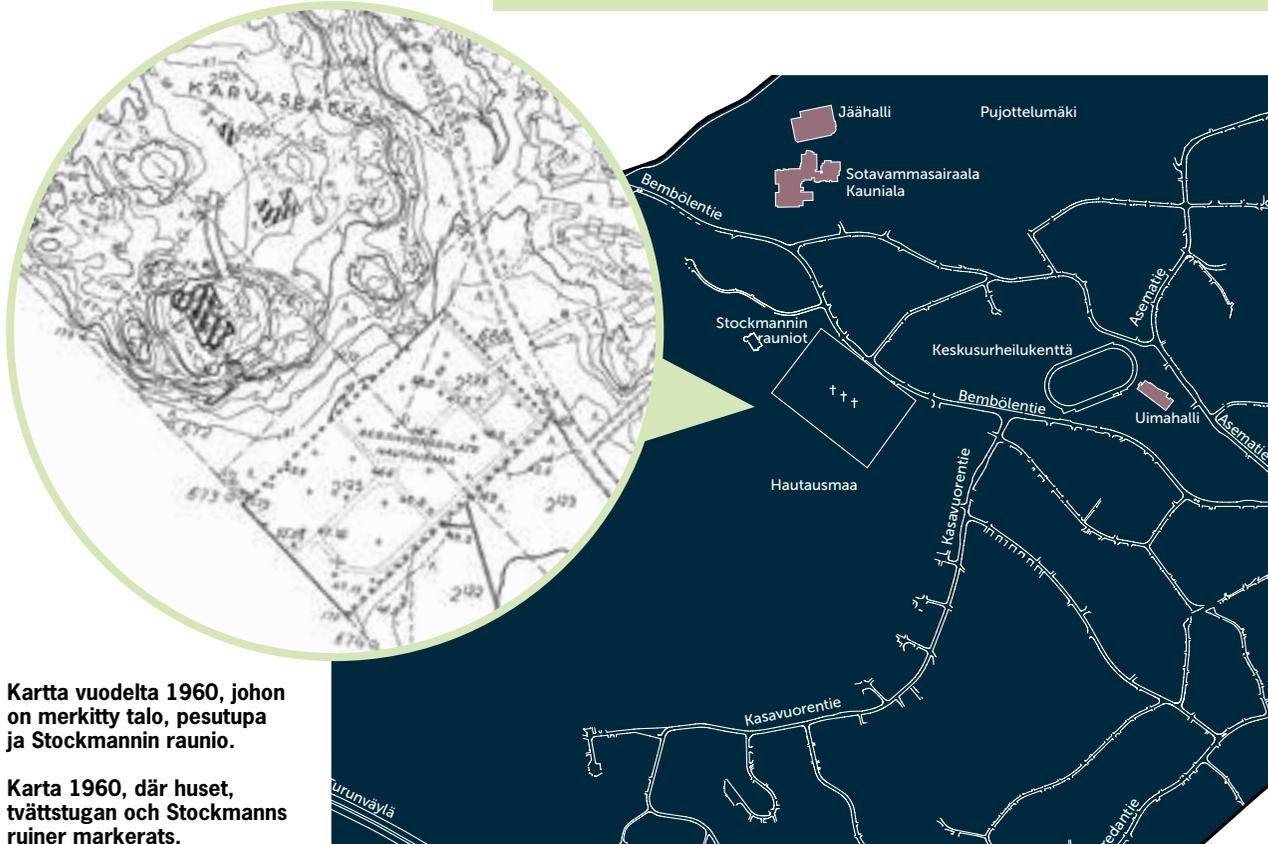 KARVASBACKA
HAUTAUSMAA
Jäähalli
Pujottelumäki
Sotavammasairaala
Kauniala
Bembölentie
Asematie
Stockmannin
rauniot
Keskusurheilukenttä
Bembölentie
Uimahalli
Asematie
Kasavuorentie
Hautausmaa
Kasavuorentie
Turunväylä
Kartta vuodelta 1960, johon
on merkitty talo, pesutupa
ja Stockmannin raunio.
Karta 1960, där huset,
tvättstugan och Stockmanns
ruiner markerats.